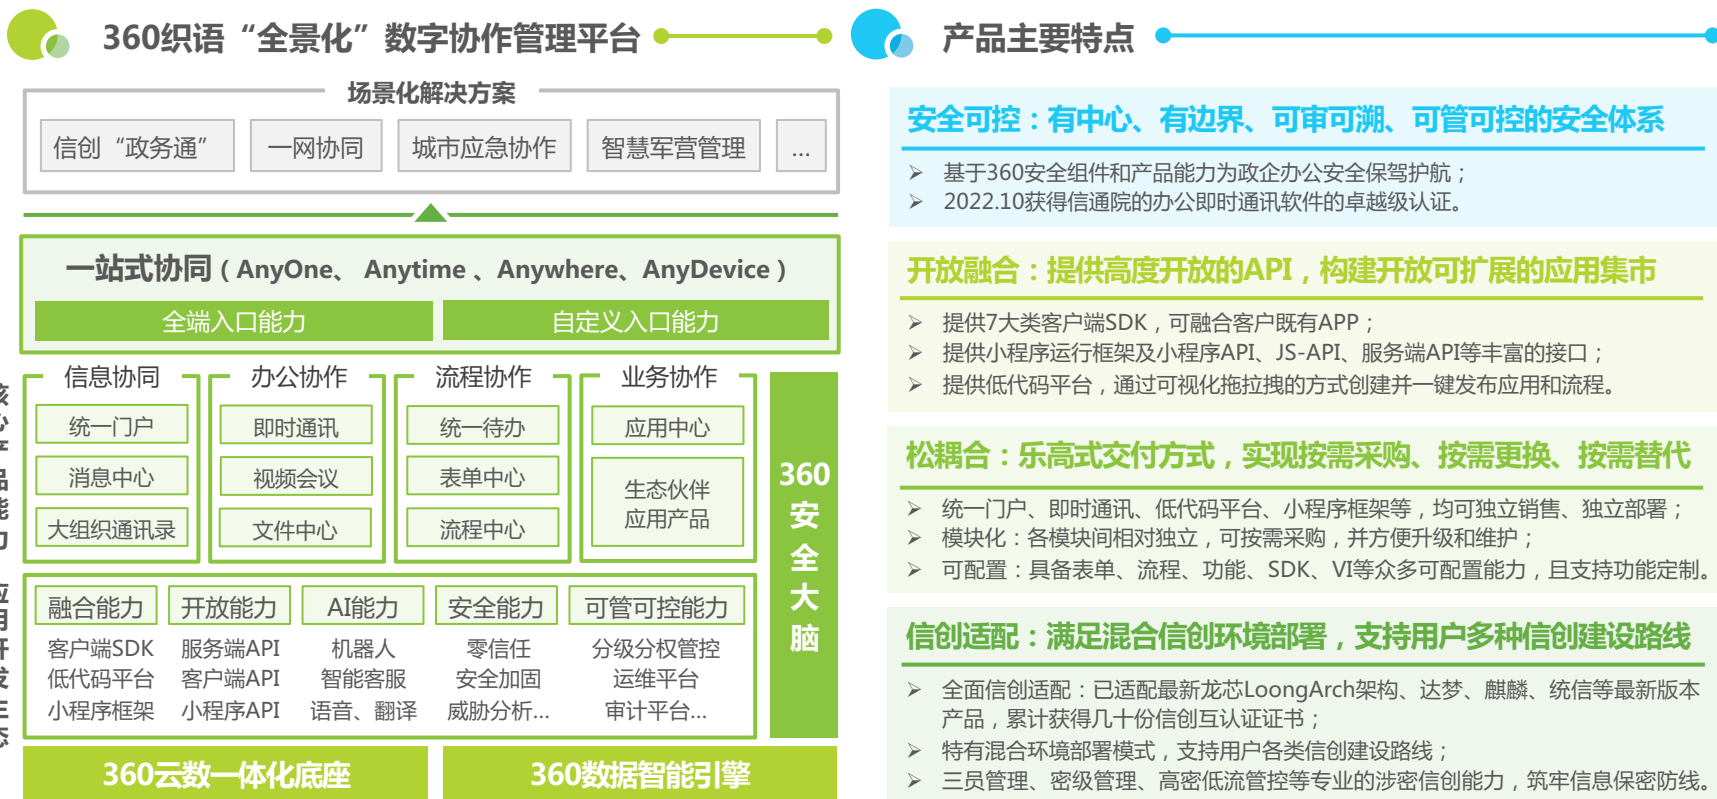 360织语“全景化”数字协作管理平台
场景化解决方案
信创“政务通”
一网协同
城市应急协作
智慧军营管理
...
一站式协同（AnyOne、 Anytime 、Anywhere、AnyDevice）
全端入口能力
自定义入口能力
核心产品能力
信息协同
统一门户
消息中心
大组织通讯录
办公协作
即时通讯
视频会议
文件中心
流程协作
统一待办
表单中心
流程中心
业务协作
应用中心
生态伙伴
应用产品
360
安
全
大
脑
应用开发生态
融合能力
客户端SDK
低代码平台
小程序框架
开放能力
服务端API
客户端API
小程序API
AI能力
机器人
智能客服
语音、翻译
安全能力
零信任
安全加固
威胁分析...
可管可控能力
分级分权管控
运维平台
审计平台...
360云数一体化底座
360数据智能引擎
产品主要特点
安全可控：有中心、有边界、可审可溯、可管可控的安全体系
➢ 基于360安全组件和产品能力为政企办公安全保驾护航；
➢ 2022.10获得信通院的办公即时通讯软件的卓越级认证。
开放融合：提供高度开放的API，构建开放可扩展的应用集市
➢ 提供7大类客户端SDK，可融合客户既有APP；
➢ 提供小程序运行框架及小程序API、JS-API、服务端API等丰富的接口；
➢ 提供低代码平台，通过可视化拖拉拽的方式创建并一键发布应用和流程。
松耦合：乐高式交付方式，实现按需采购、按需更换、按需替代
➢ 统一门户、即时通讯、低代码平台、小程序框架等，均可独立销售、独立部署；
➢ 模块化：各模块间相对独立，可按需采购，并方便升级和维护；
➢ 可配置：具备表单、流程、功能、SDK、VI等众多可配置能力，且支持功能定制。
信创适配：满足混合信创环境部署，支持用户多种信创建设路线
➢ 全面信创适配：已适配最新龙芯LoongArch架构、达梦、麒麟、统信等最新版本
产品，累计获得几十份信创互认证证书；
➢ 特有混合环境部署模式，支持用户各类信创建设路线；
➢ 三员管理、密级管理、高密低流管控等专业的涉密信创能力，筑牢信息保密防线。